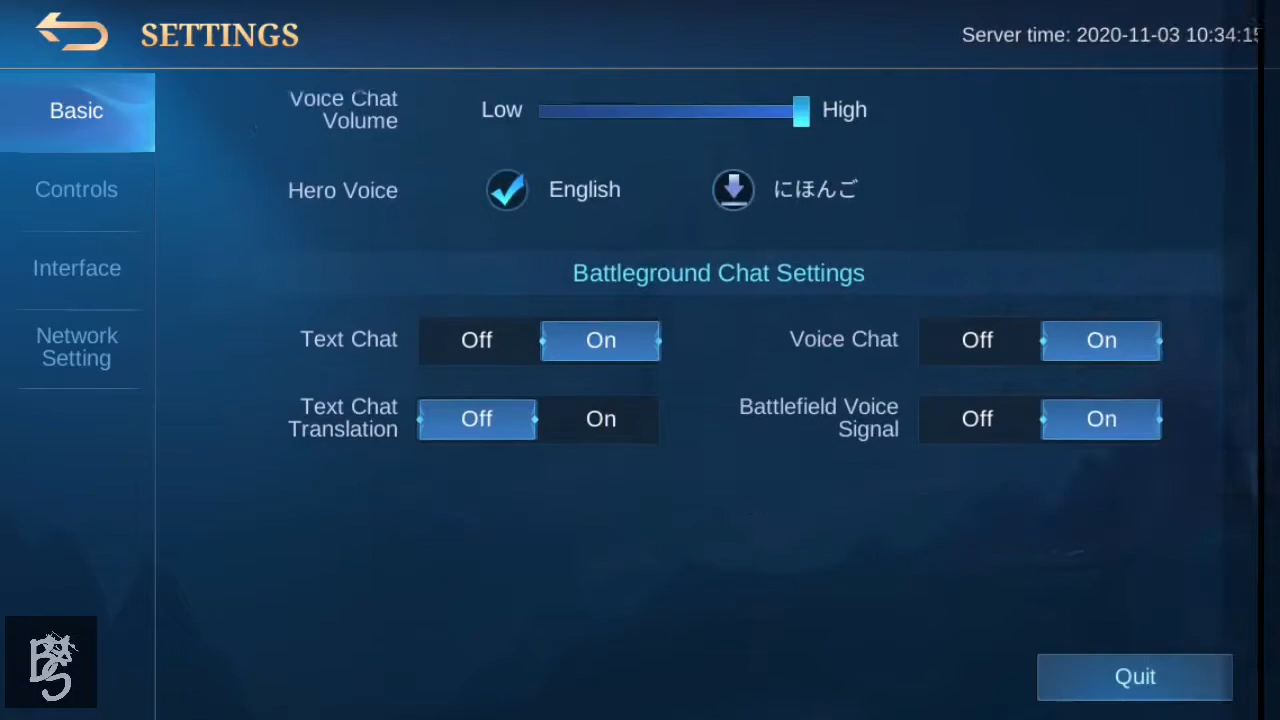 SETTINGS
Server time: 2020-11-03 10:34:15
Basic
Controls
Interface
Network
Setting
Voice Chat
Volume
Low
High
Hero Voice
English
にほんご
Battleground Chat Settings
Text Chat
Off
On
Voice Chat
Off
On
Text Chat
Translation
Off
On
Battlefield Voice
Signal
Off
On
Quit